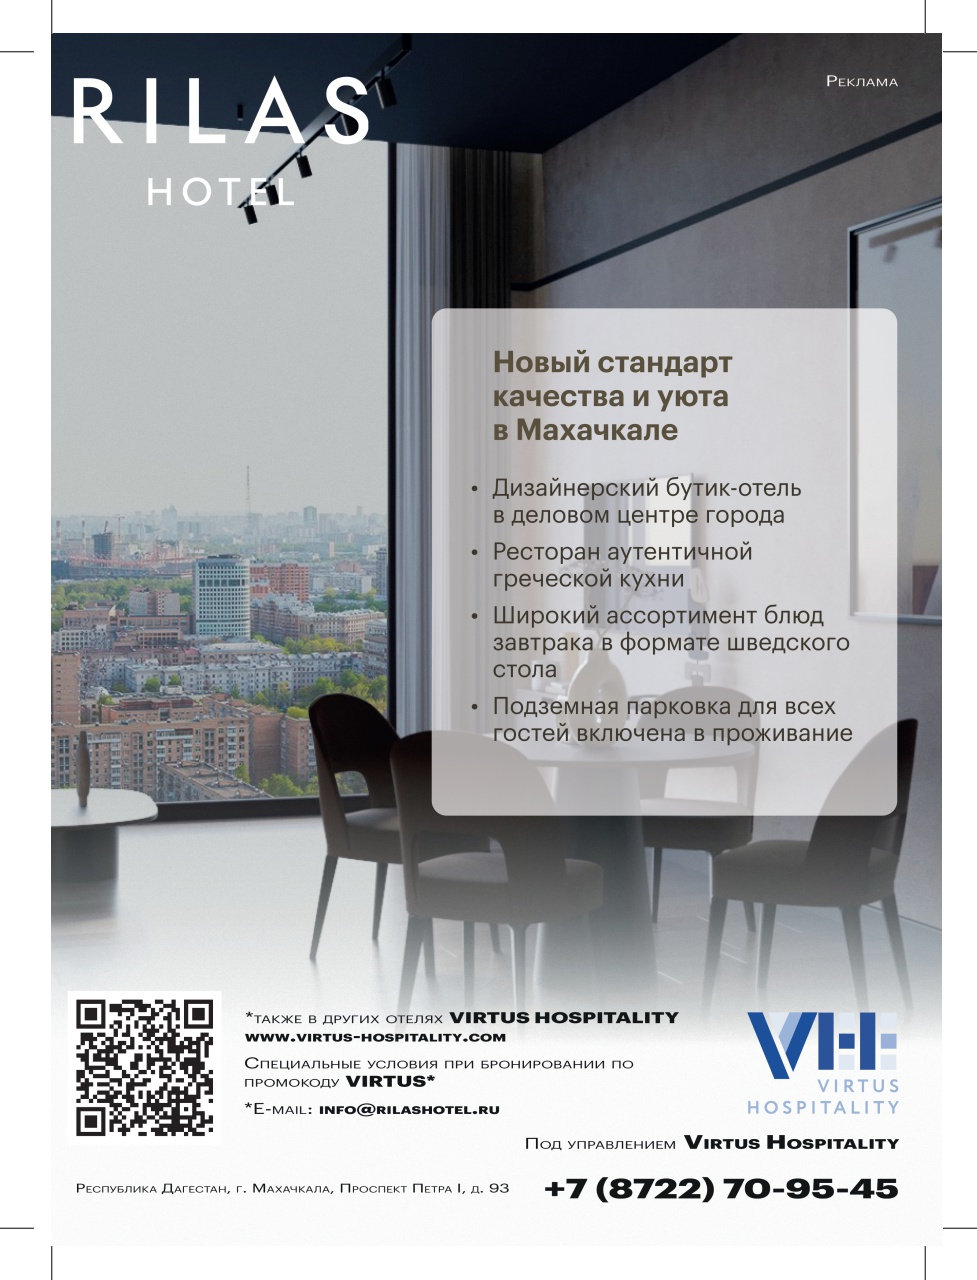 RILAS
HOTEL
Реклама
Новый стандарт
качества и уюта
в Махачкале
• Дизайнерский бутик-отель
в деловом центре города
• Ресторан аутентичной
греческой кухни
• Широкий ассортимент блюд
завтрака в формате шведского
стола
• Подземная парковка для всех
гостей включена в проживание
*также в других отелях VIRTUS HOSPITALITY
www.virtus-hospitality.com
Специальные условия при бронировании по
промокоду VIRTUS*
*E-mail: info@rilashotel.ru
VH
VIRTUS
HOSPITALITY
Под управлением Virtus Hospitality
Республика Дагестан, г. Махачкала, Проспект Петра I, д. 93
+7 (8722) 70-95-45